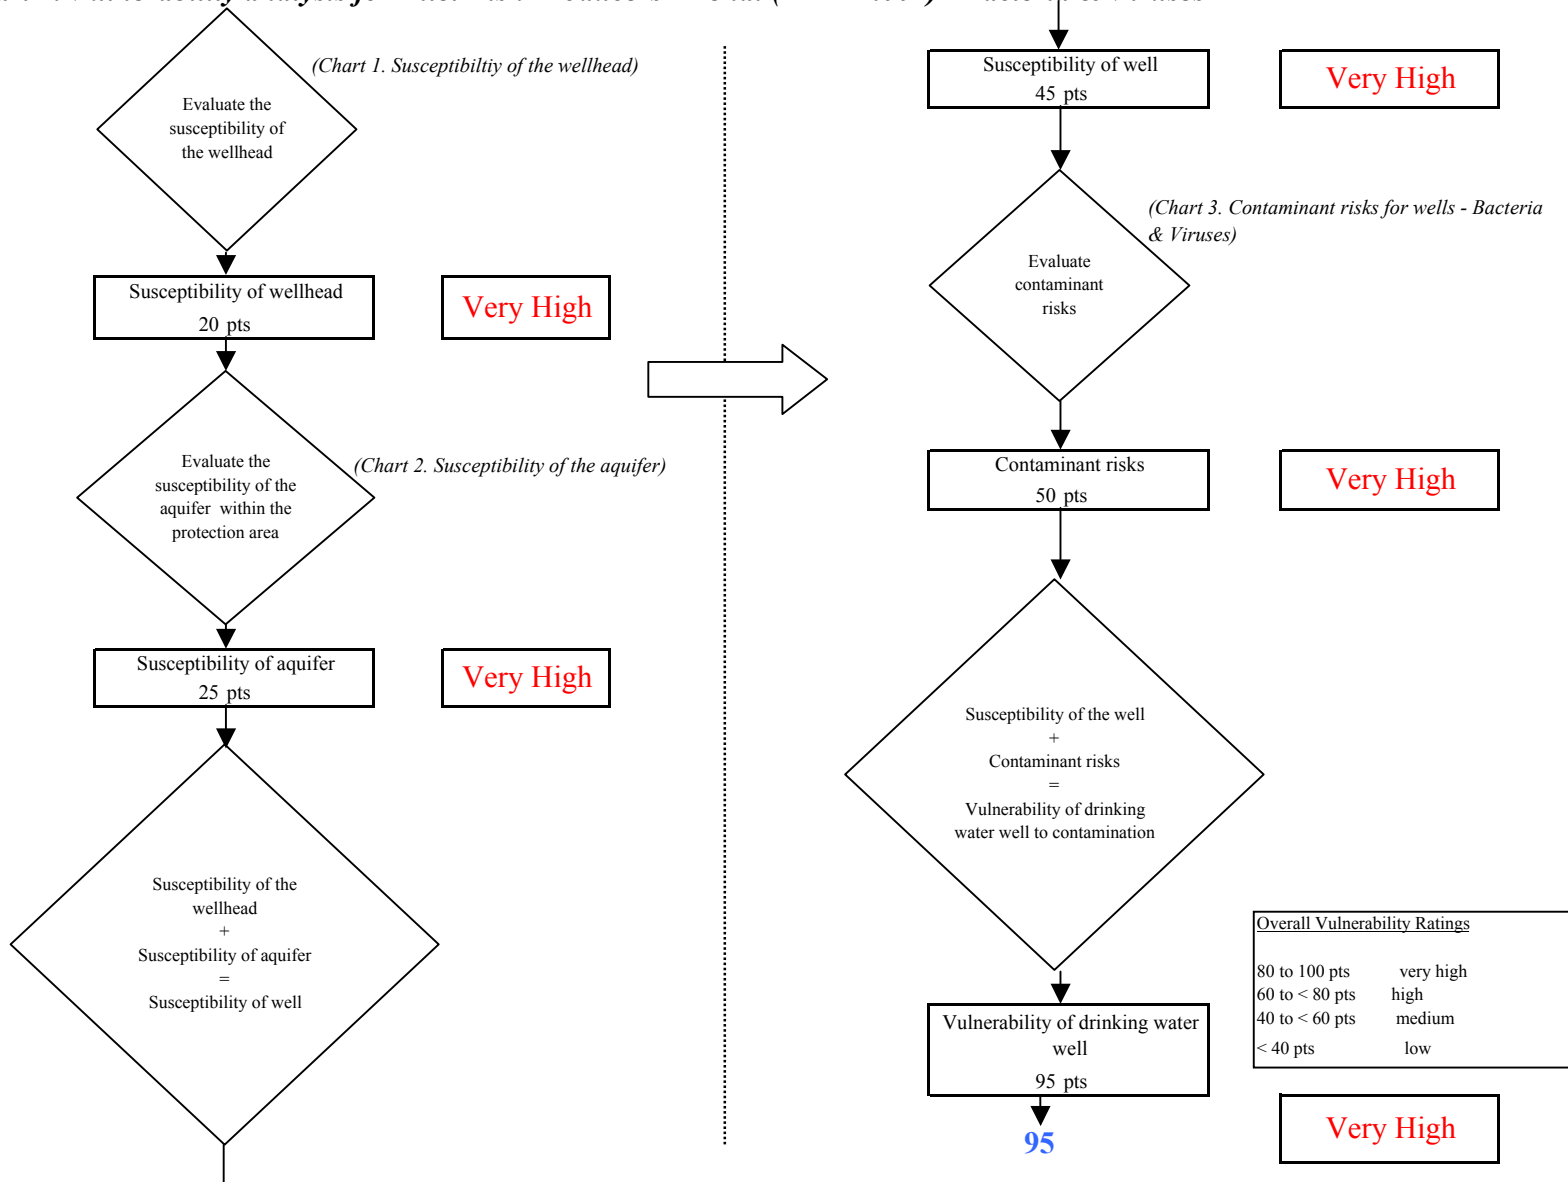 (Chart 1. Susceptibiltiy of the wellhead)
Evaluate the
susceptibility of
the wellhead
Susceptibility of wellhead
20 pts
Very High
(Chart 2. Susceptibility of the aquifer)
Evaluate the
susceptibility of the
aquifer within the
protection area
Susceptibility of aquifer
25 pts
Very High
Susceptibility of the
wellhead
+
Susceptibility of aquifer
=
Susceptibility of well
Susceptibility of well
45 pts
Very High
(Chart 3. Contaminant risks for wells - Bacteria
& Viruses)
Evaluate
contaminant
risks
Contaminant risks
50 pts
Very High
Susceptibility of the well
+
Contaminant risks
=
Vulnerability of drinking
water well to contamination
Overall Vulnerability Ratings
80 to 100 pts very high
60 to < 80 pts high
40 to < 60 pts medium
< 40 pts low
Vulnerability of drinking water
well
95 pts
95
Very High